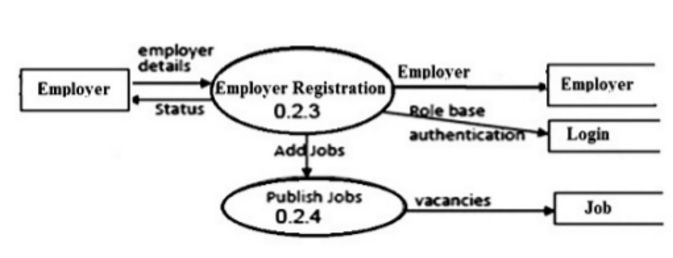 employer
details
Employer
Status
Employer Registration
0.2.3
Employer
Employer
Role base
authentication
Login
Add Jobs
Publish Jobs
0.2.4
vacancies
Job